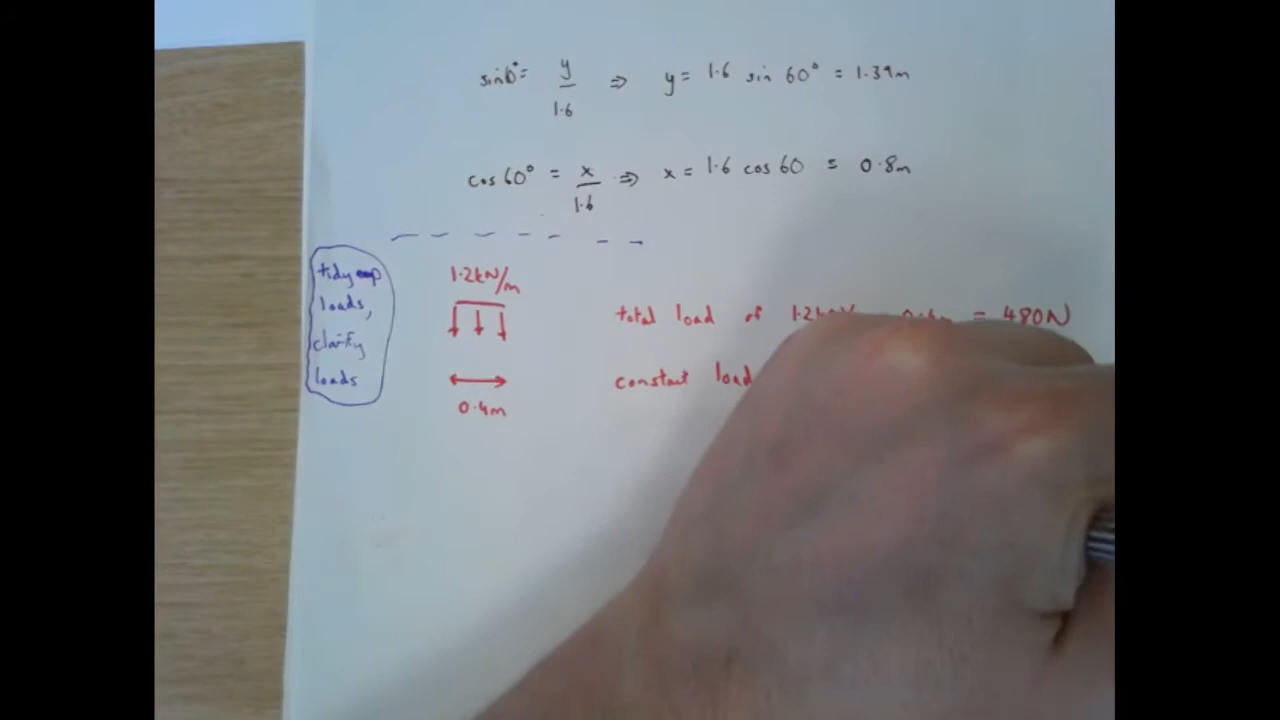 sin6° = y/1.6 ⇒ y = 1.6 sin 60° = 1.39m
cos 60° = x/1.6 ⇒ x = 1.6 cos 60 = 0.8m
tidy up
loads,
clarify
loads
1.2kN/m
0.4m
total load of = 480N
constant load